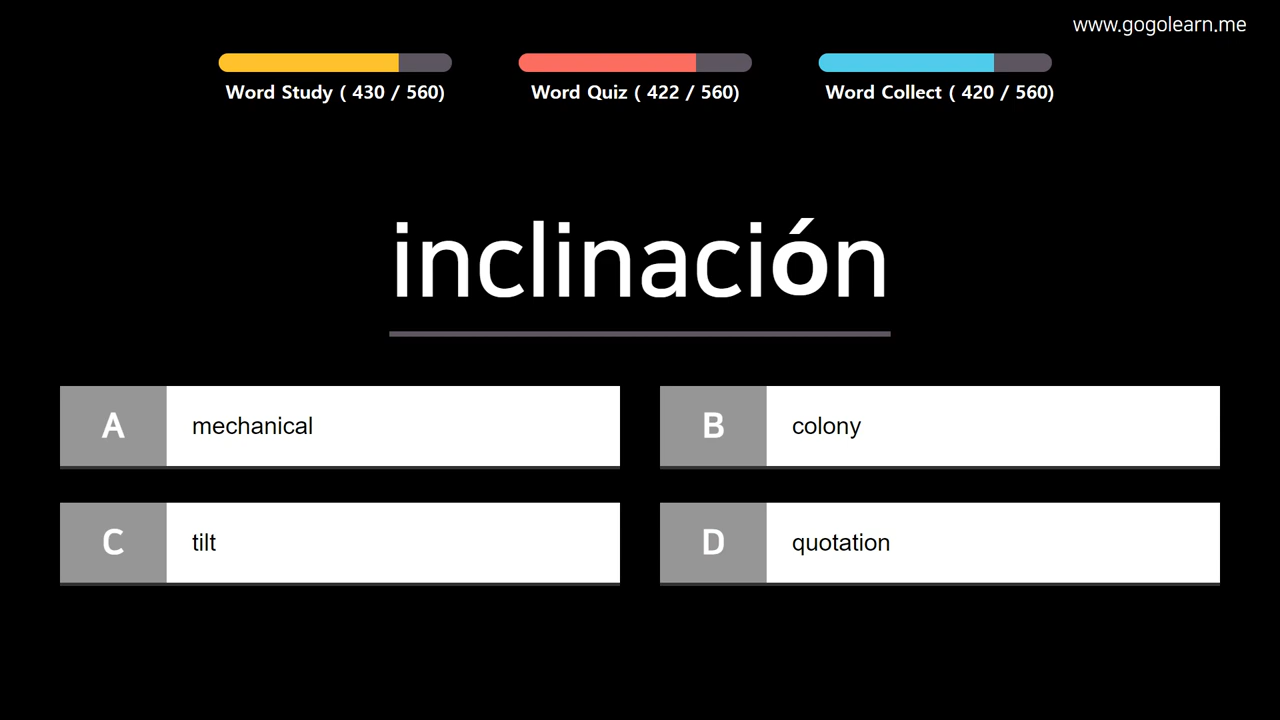 www.gogolearn.me
Word Study ( 430 / 560) Word Quiz ( 422 / 560) Word Collect ( 420 / 560)
inclinación
A mechanical
B colony
C tilt
D quotation